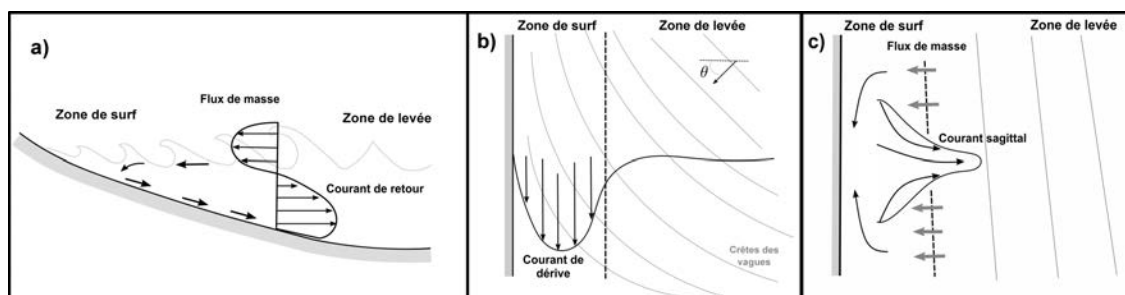 a)
Flux de masse
Zone de surf
Zone de levée
Courant de retour
b)
Zone de surf
Zone de levée
θ
Courant de
dérive
Crêtes des
vagues
c)
Zone de surf
Flux de masse
Zone de levée
Courant sagittal